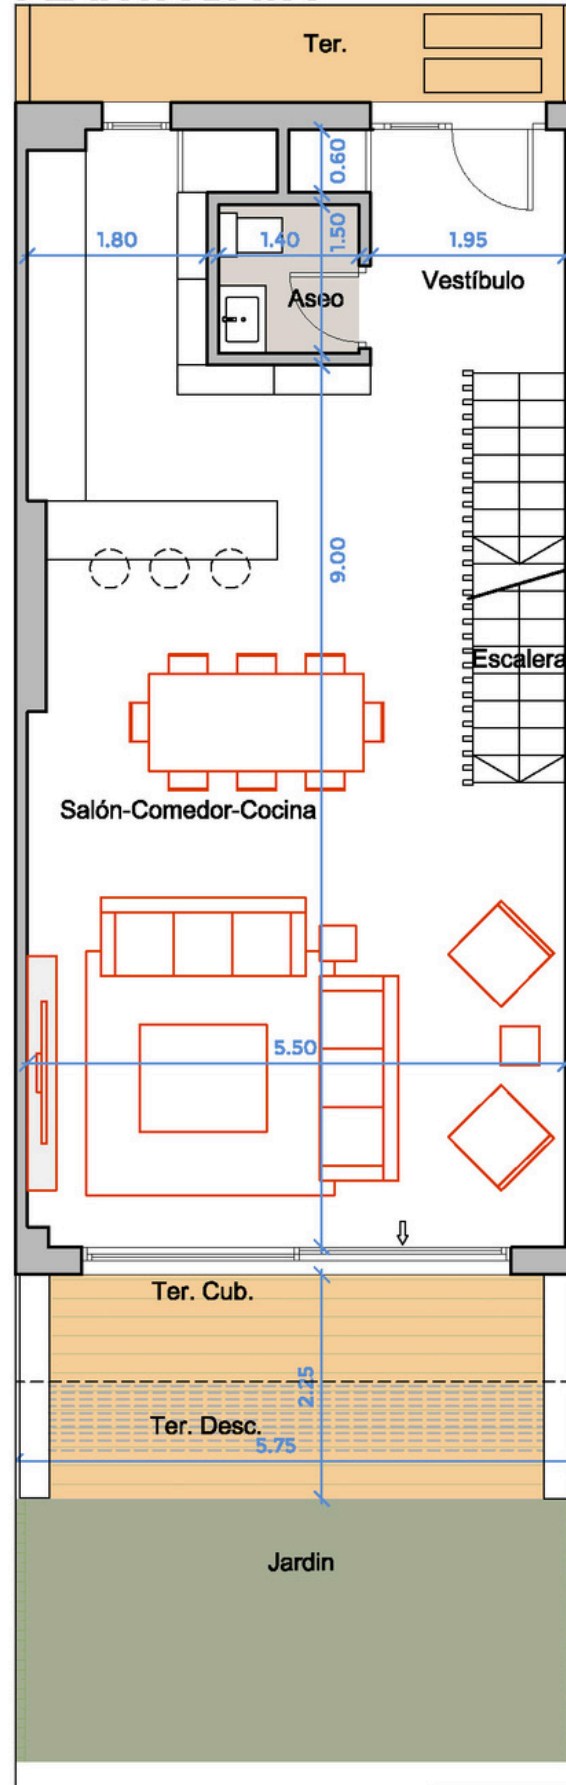 Ter.
0.60
1.80
1.40
1.50
1.95
Vestíbulo
Aseo
9.00
Escalera
Salón-Comedor-Cocina
5.50
Ter. Cub.
2.25
Ter. Desc.
5.75
Jardin